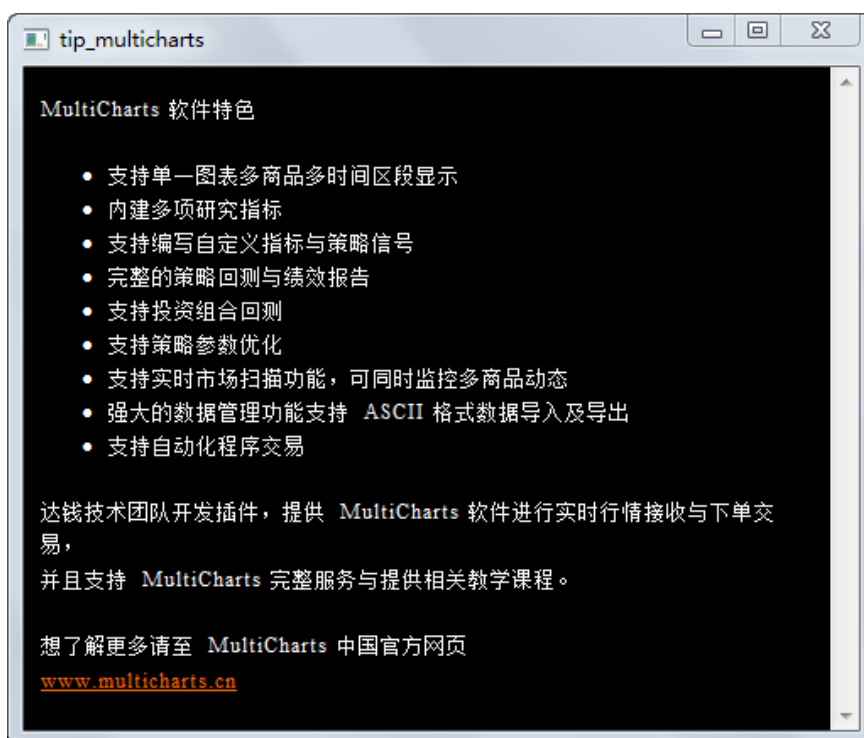 tip_multicharts
MultiCharts 软件特色
支持单一图表多商品多时间区段显示
内建多项研究指标
支持编写自定义指标与策略信号
完整的策略回测与绩效报告
支持投资组合回测
支持策略参数优化
支持实时市场扫描功能，可同时监控多商品动态
强大的数据管理功能支持 ASCII 格式数据导入及导出
支持自动化程序交易
达钱技术团队开发插件，提供 MultiCharts 软件进行实时行情接收与下单交
易，
并且支持 MultiCharts 完整服务与提供相关教学课程。
想了解更多请至 MultiCharts 中国官方网页
www.multicharts.cn